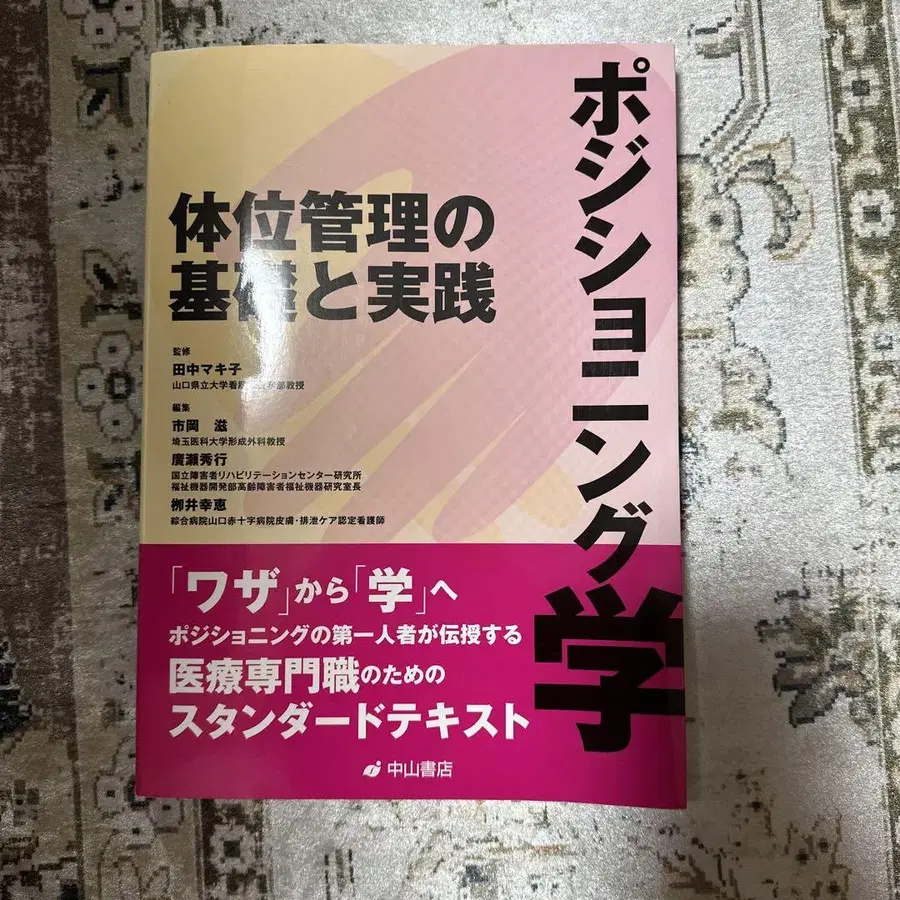 ポジショニング学
体位管理の
基礎と実践
監修
田中マキ子
山口県立大学看護学部教授
編集
市岡 滋
埼玉医科大学形成外科教授
廣瀬秀行
国立障害者リハビリテーションセンター研究所
福祉機器開発部高齢障害者福祉機器研究室長
栁井幸恵
綜合病院山口赤十字病院皮膚・排泄ケア認定看護師
「ワザ」から「学」へ
ポジショニングの第一人者が伝授する
医療専門職のための
スタンダードテキスト
中山書店